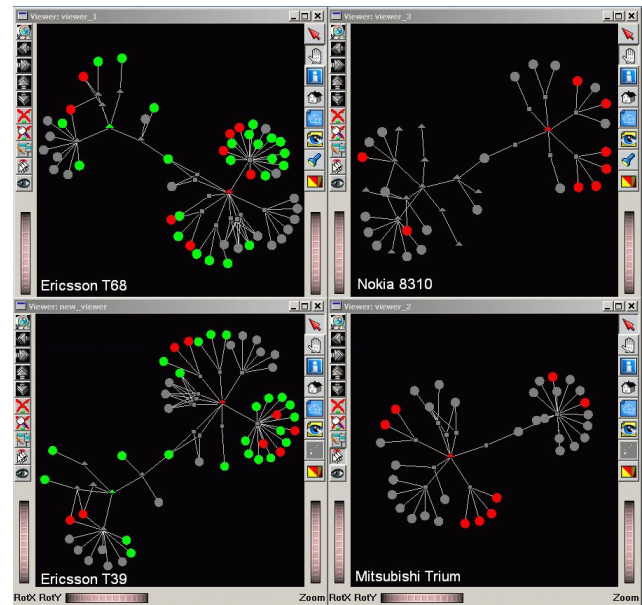 Viewer: viewer_1
Viewer: viewer_3
Ericsson T68
Nokia 8310
Viewer: new_viewer
Viewer: viewer_2
Ericsson T39
Mitsubishi Trium
RotX RotY
Zoom
RotX RotY
Zoom